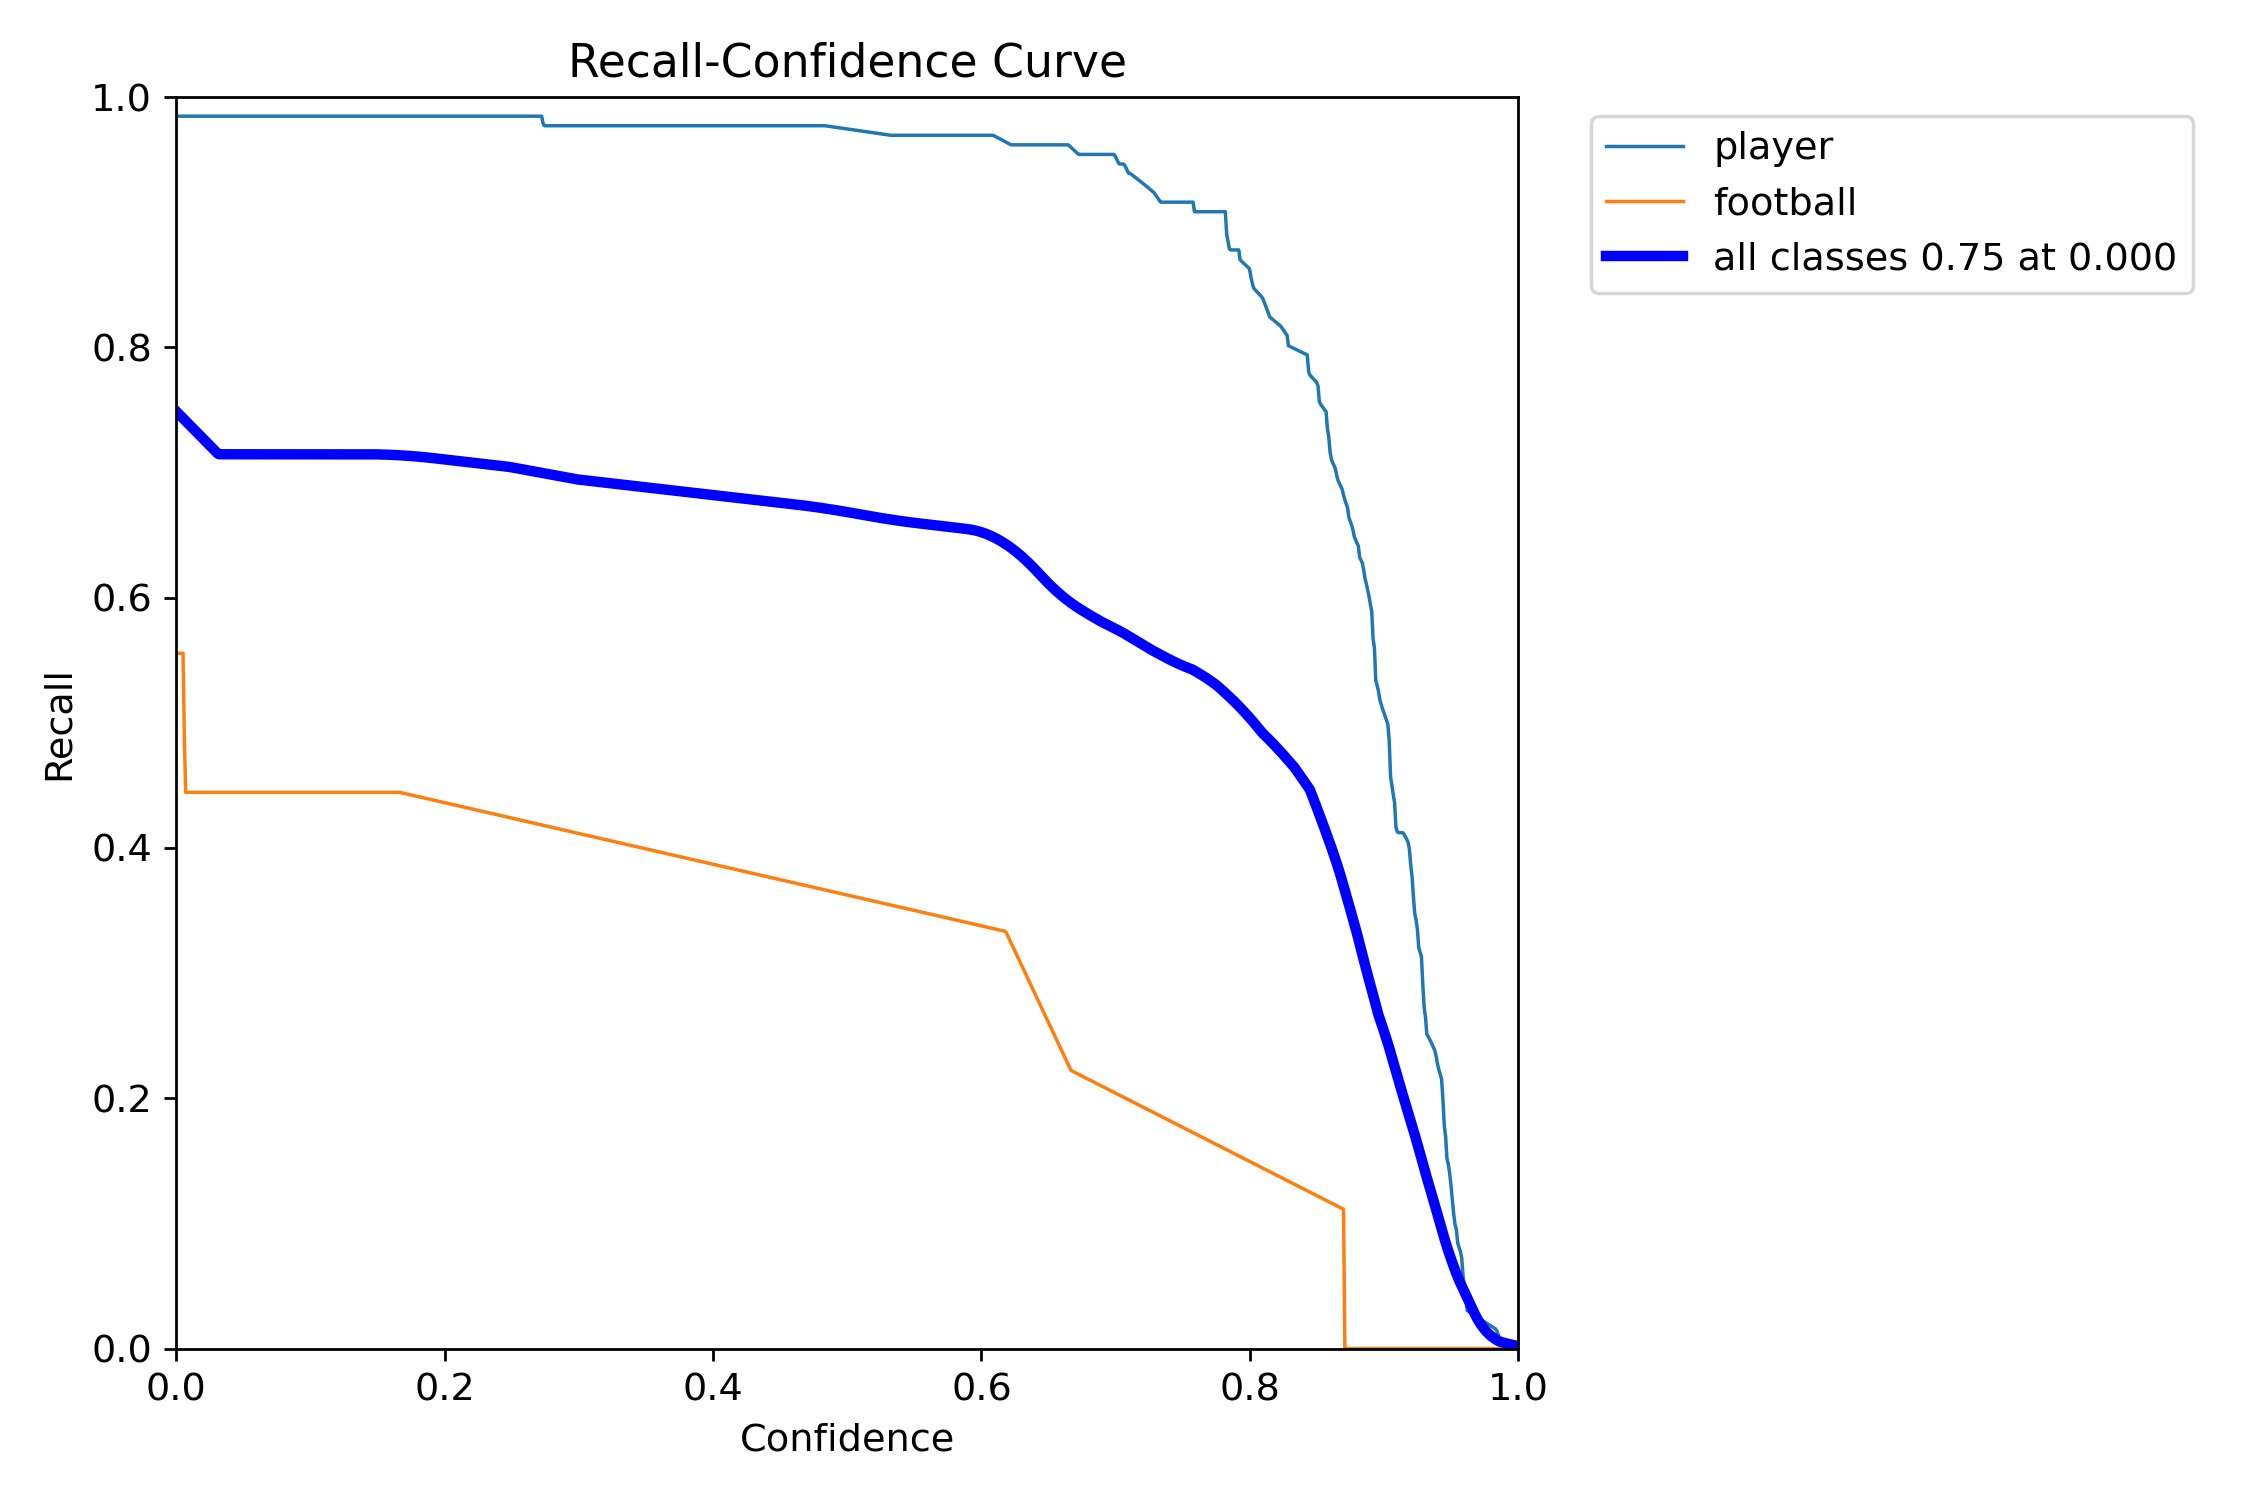 Recall-Confidence Curve
1.0
0.8
0.6
0.4
0.2
0.0
Recall
0.0 0.2 0.4 0.6 0.8 1.0
Confidence
player
football
all classes 0.75 at 0.000